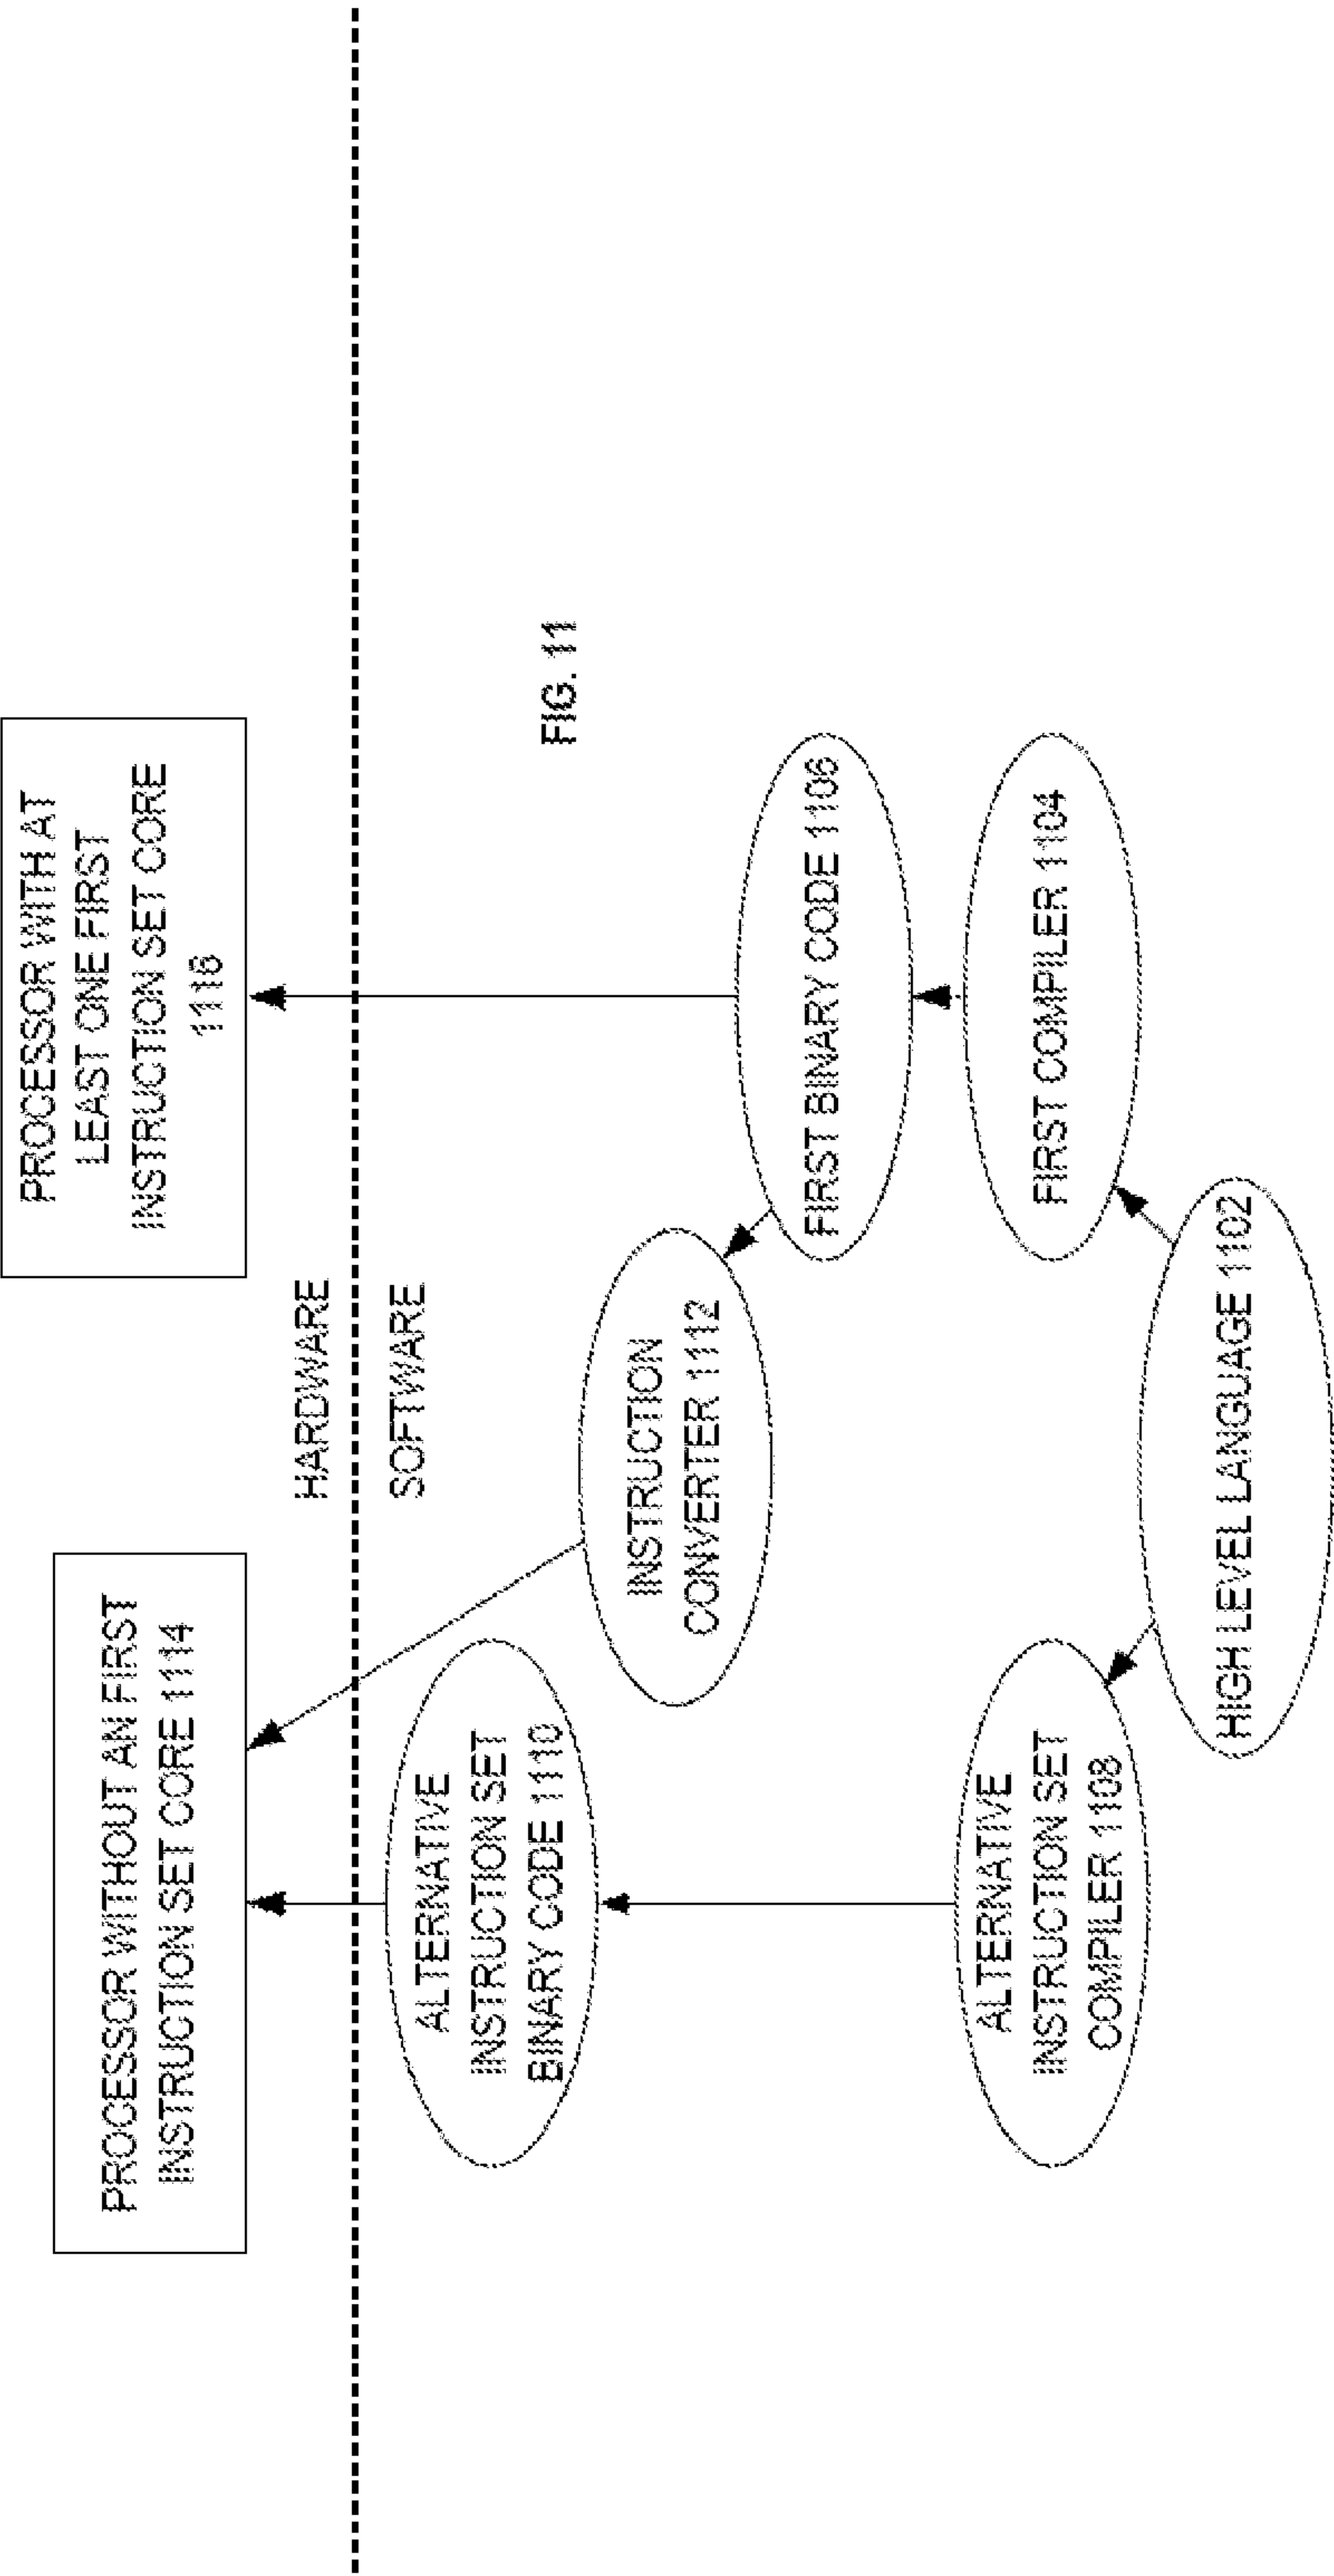 PROCESSOR WITHOUT AN FIRST
INSTRUCTION SET CORE 1114
PROCESSOR WITH AT
LEAST ONE FIRST
INSTRUCTION SET CORE
1116
HARDWARE
SOFTWARE
ALTERNATIVE
INSTRUCTION SET
BINARY CODE 1110
INSTRUCTION
CONVERTER 1112
FIG. 11
FIRST BINARY CODE 1106
ALTERNATIVE
INSTRUCTION SET
COMPILER 1108
FIRST COMPILER 1104
HIGH LEVEL LANGUAGE 1102